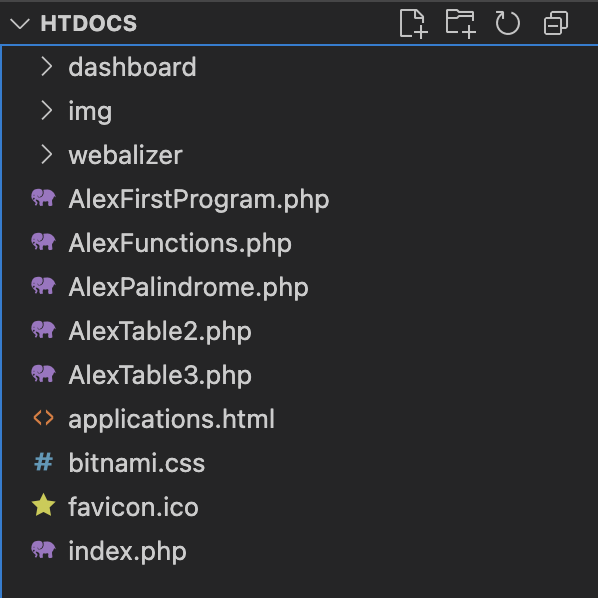 HTDOCS
dashboard
img
webalizer
AlexFirstProgram.php
AlexFunctions.php
AlexPalindrome.php
AlexTable2.php
AlexTable3.php
applications.html
bitnami.css
favicon.ico
index.php